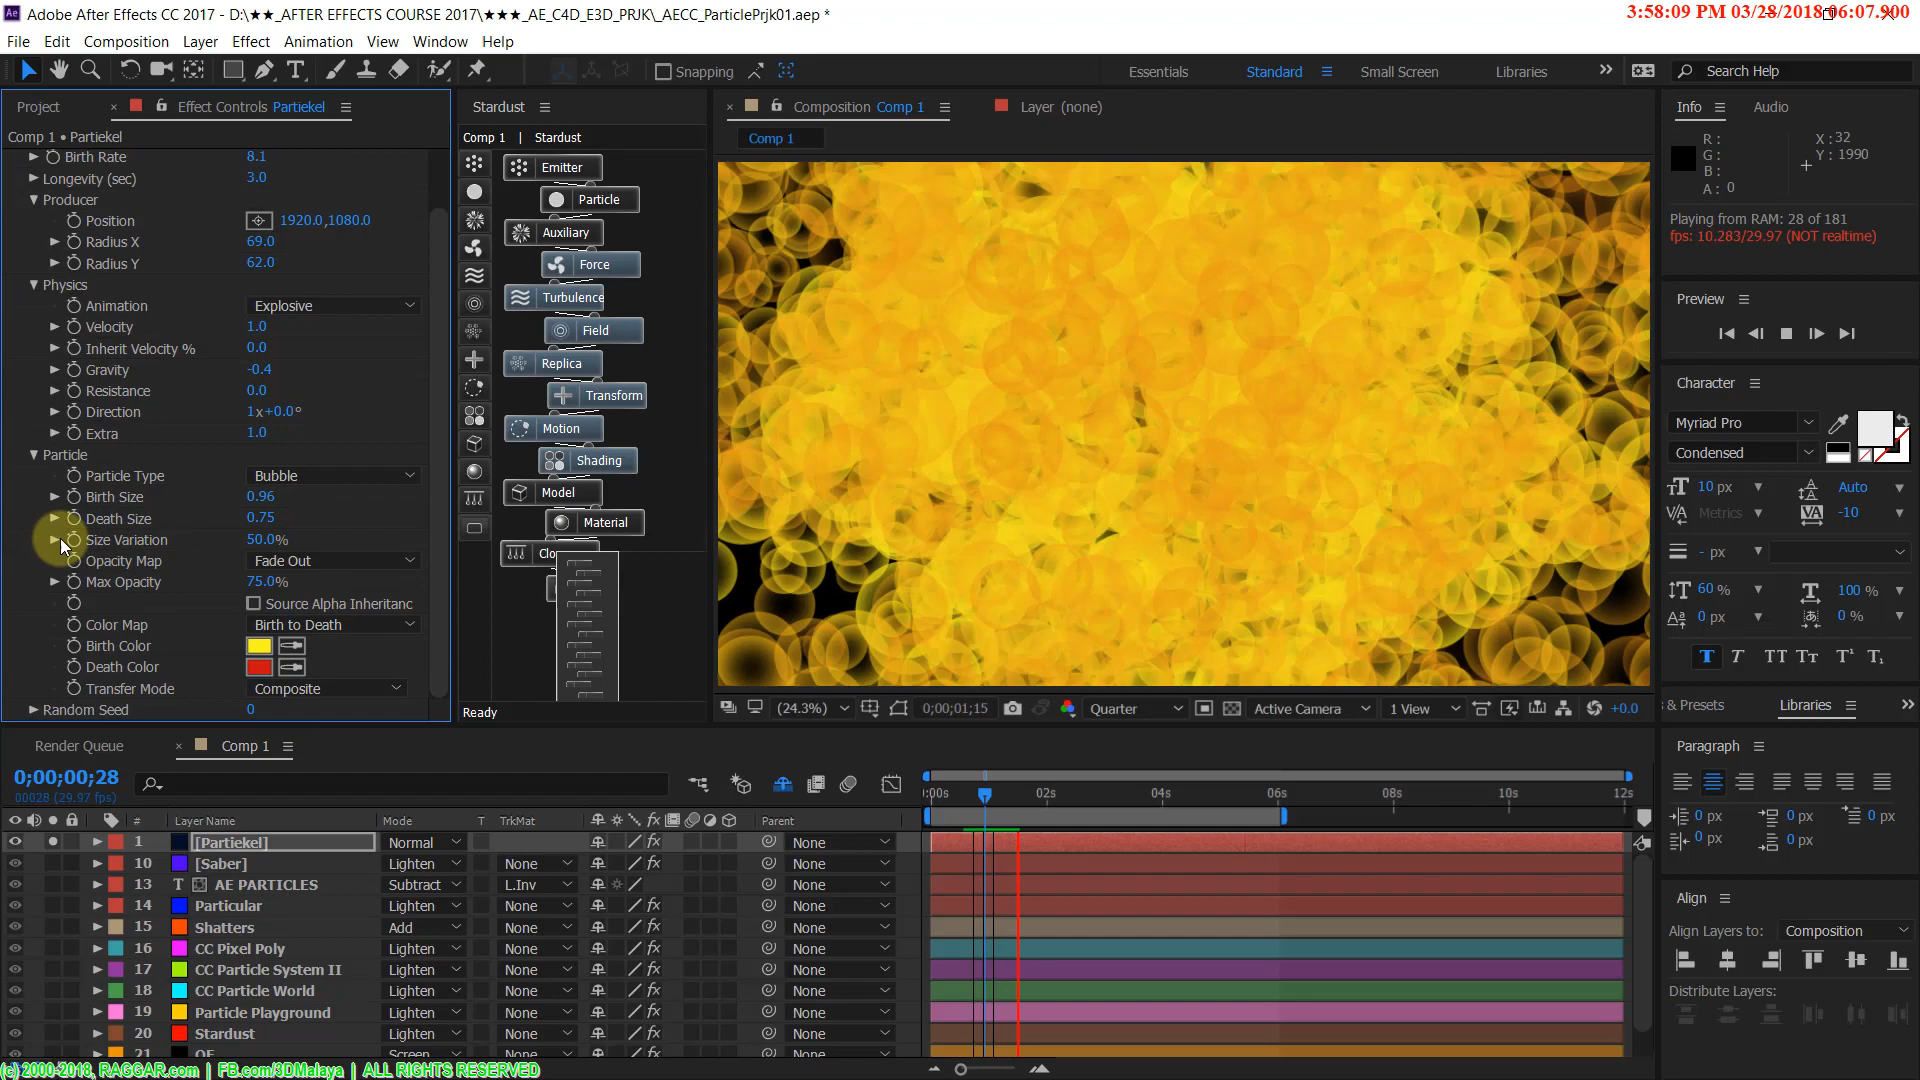 Adobe After Effects CC 2017 - D:\★★_AFTER EFFECTS COURSE 2017\★★★_AE_C4D_E3D_PRJK\_AECC_ParticlePrjk01.aep *
3:58:09 PM 03/28/2018 06:07.900
File Edit Composition Layer Effect Animation View Window Help
Snapping
Essentials Standard Small Screen Libraries
Search Help
Project
Effect Controls Partiekel
Comp 1 • Partiekel
Birth Rate 8.1
Longevity (sec) 3.0
Producer
Position 1920.0,1080.0
Radius X 69.0
Radius Y 62.0
Physics
Animation Explosive
Velocity 1.0
Inherit Velocity % 0.0
Gravity -0.4
Resistance 0.0
Direction 1x+0.0°
Extra 1.0
Particle
Particle Type Bubble
Birth Size 0.96
Death Size 0.75
Size Variation 50.0%
Opacity Map Fade Out
Max Opacity 75.0%
Source Alpha Inheritanc
Color Map Birth to Death
Birth Color
Death Color
Transfer Mode Composite
Random Seed 0
Stardust
Comp 1 | Stardust
Emitter
Particle
Auxiliary
Force
Turbulence
Field
Replica
Transform
Motion
Shading
Model
Material
Clo
Ready
Composition Comp 1
Layer (none)
Comp 1
(24.3%) 0;00;01;15 Quarter Active Camera 1 View +0.0
Info Audio
R:
G:
B:
A: 0
X: 32
Y: 1990
Playing from RAM: 28 of 181
fps: 10.283/29.97 (NOT realtime)
Preview
Character
Myriad Pro
Condensed
10 px Auto
Metrics -10
- px
60 % 100 %
0 px 0 %
T T TT Tт T¹ T₁
s & Presets Libraries
Paragraph
0 px 0 px 0 px
0 px 0 px
Align
Align Layers to: Composition
Distribute Layers:
Render Queue
Comp 1
0;00;00;28
00028 (29.97 fps)
:00s 02s 04s 06s 08s 10s 12s
# Layer Name Mode T TrkMat Parent
1 [Partiekel] Normal None
10 [Saber] Lighten None None
13 T AE PARTICLES Subtract L.Inv None
14 Particular Lighten None None
15 Shatters Add None None
16 CC Pixel Poly Lighten None None
17 CC Particle System II Lighten None None
18 CC Particle World Lighten None None
19 Particle Playground Lighten None None
20 Stardust Lighten None None
21 OF Screen None None
(c) 2000-2018, RAGGAR.com | FB.com/3DMalaya | ALL RIGHTS RESERVED